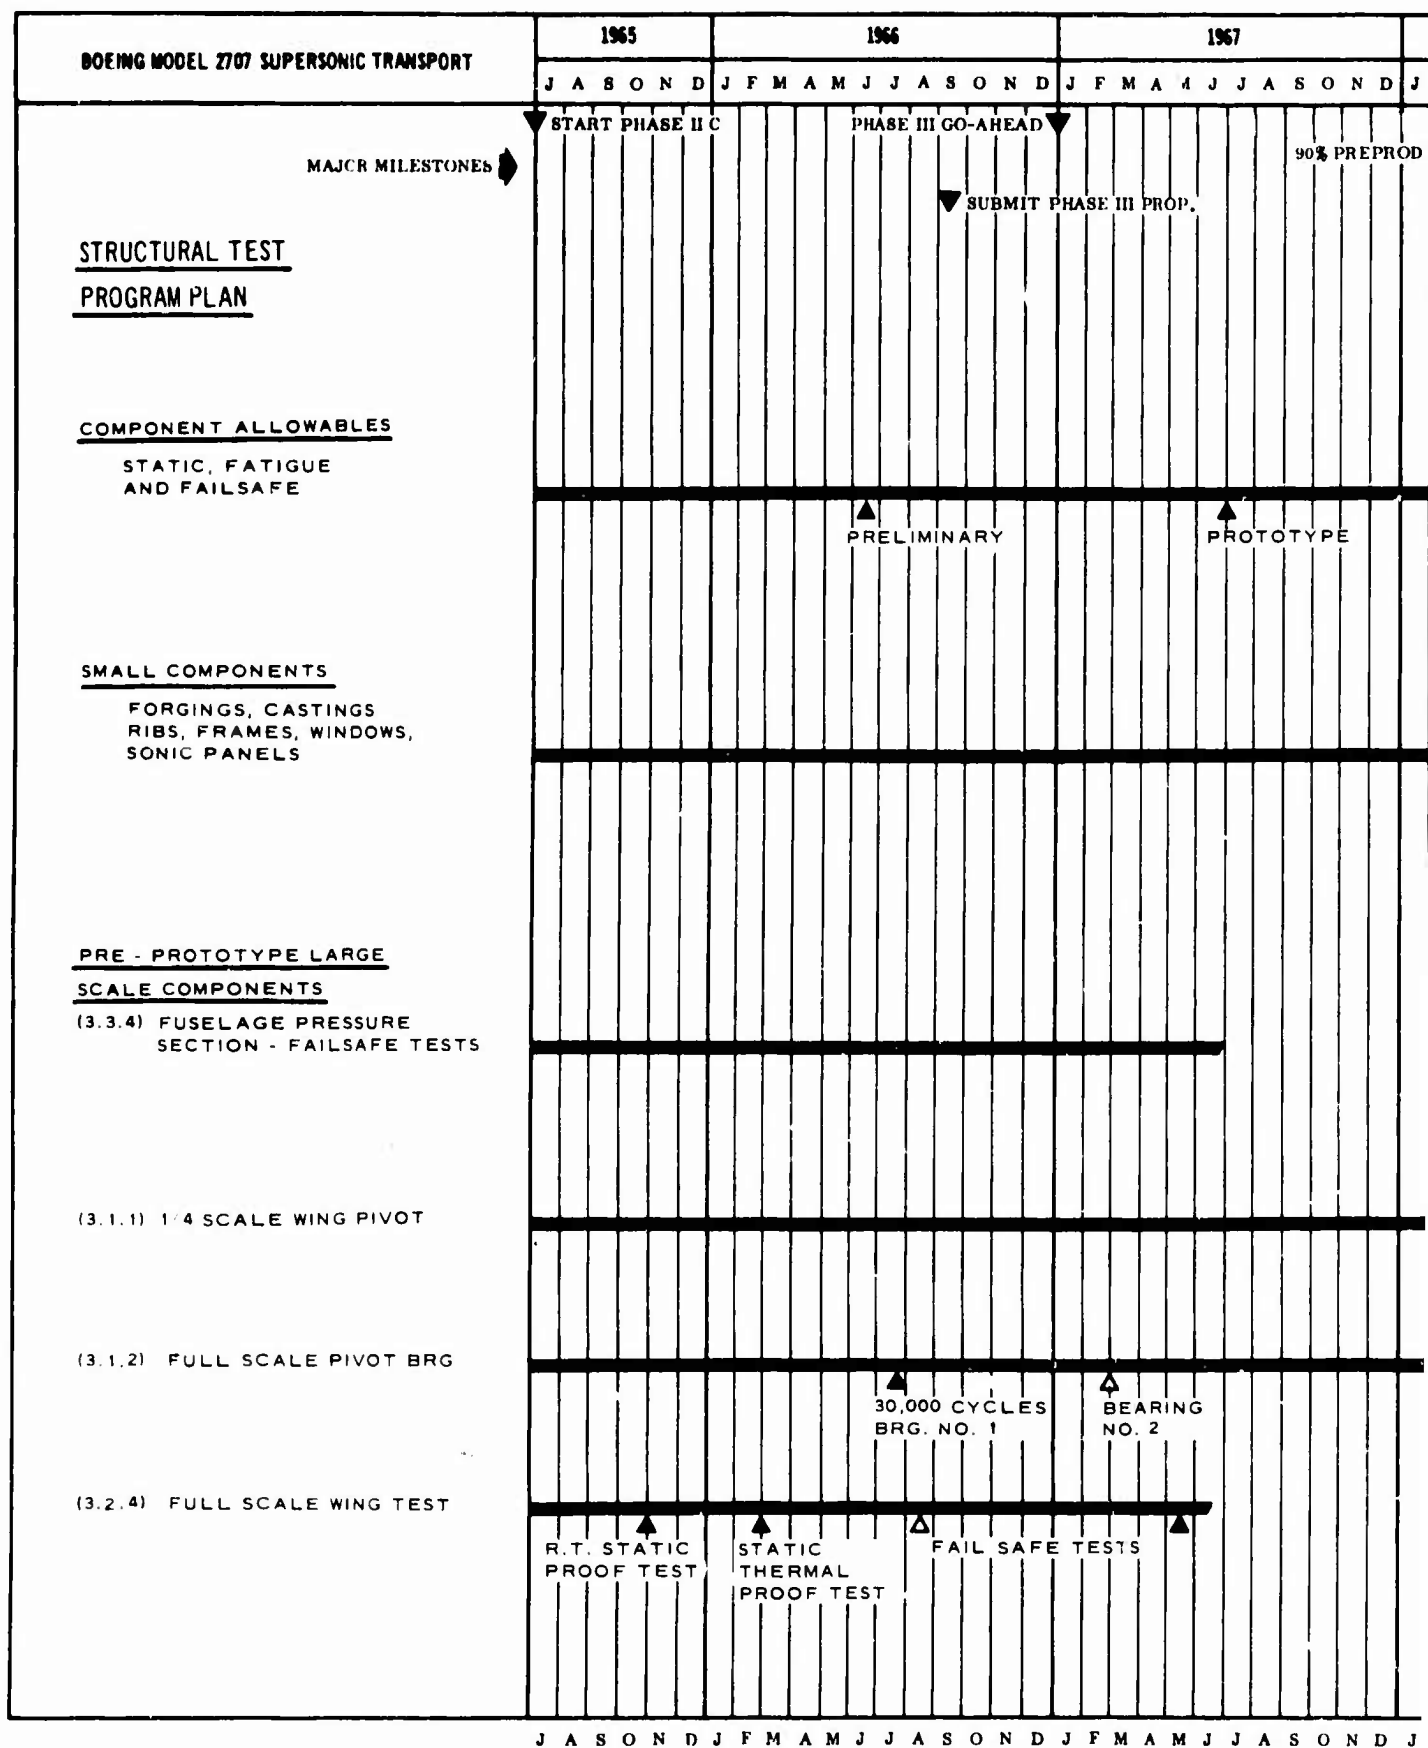 BOEING MODEL 2707 SUPERSONIC TRANSPORT
1965 1966 1967
J A S O N D J F M A M J J A S O N D J F M A M J J A S O N D J
START PHASE II C PHASE III GO-AHEAD
MAJOR MILESTONES 90% PREPROD
SUBMIT PHASE III PROP.
STRUCTURAL TEST
PROGRAM PLAN
COMPONENT ALLOWABLES
STATIC, FATIGUE
AND FAILSAFE
PRELIMINARY PROTOTYPE
SMALL COMPONENTS
FORGINGS, CASTINGS
RIBS, FRAMES, WINDOWS,
SONIC PANELS
PRE - PROTOTYPE LARGE
SCALE COMPONENTS
(3.3.4) FUSELAGE PRESSURE
SECTION - FAILSAFE TESTS
(3.1.1) 1/4 SCALE WING PIVOT
(3.1.2) FULL SCALE PIVOT BRG
30,000 CYCLES BEARING
BRG. NO. 1 NO. 2
(3.2.4) FULL SCALE WING TEST
R.T. STATIC STATIC FAIL SAFE TESTS
PROOF TEST THERMAL
PROOF TEST
J A S O N D J F M A M J J A S O N D J F M A M J J A S O N D J